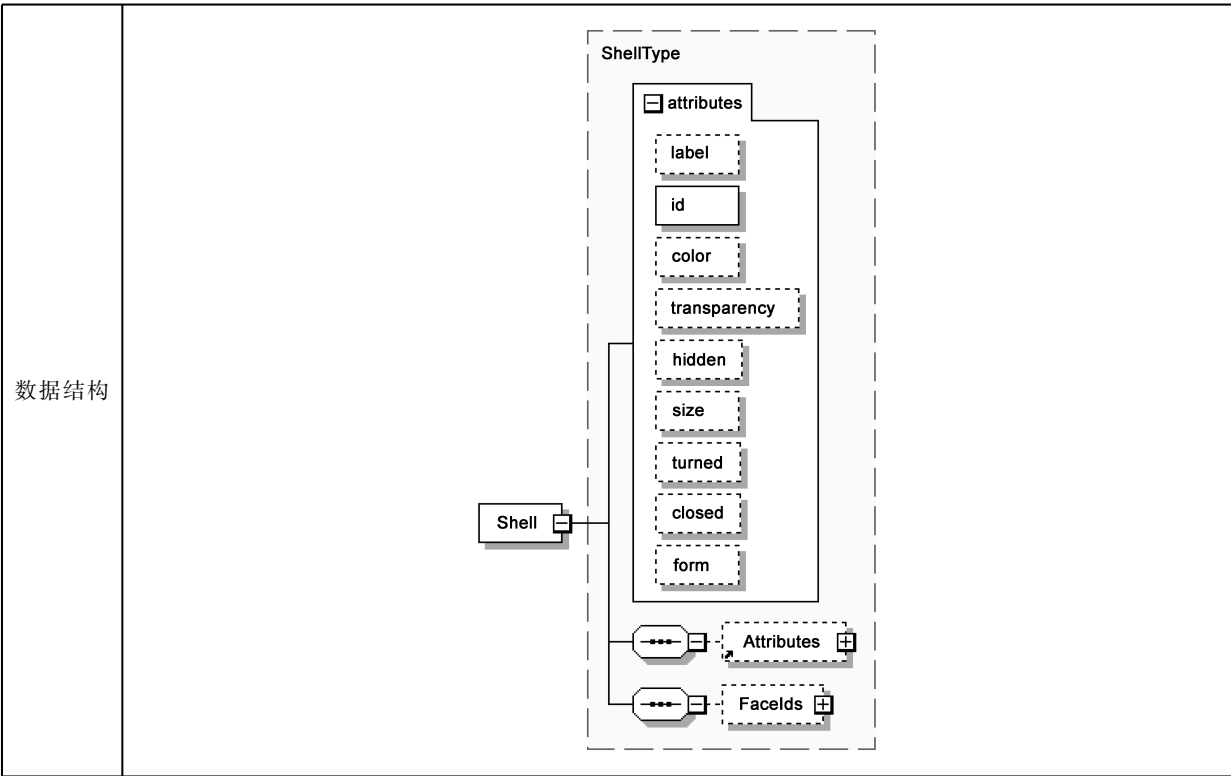 数据结构
ShellType
attributes
label
id
color
transparency
hidden
size
turned
closed
form
Shell
Attributes
FaceIds